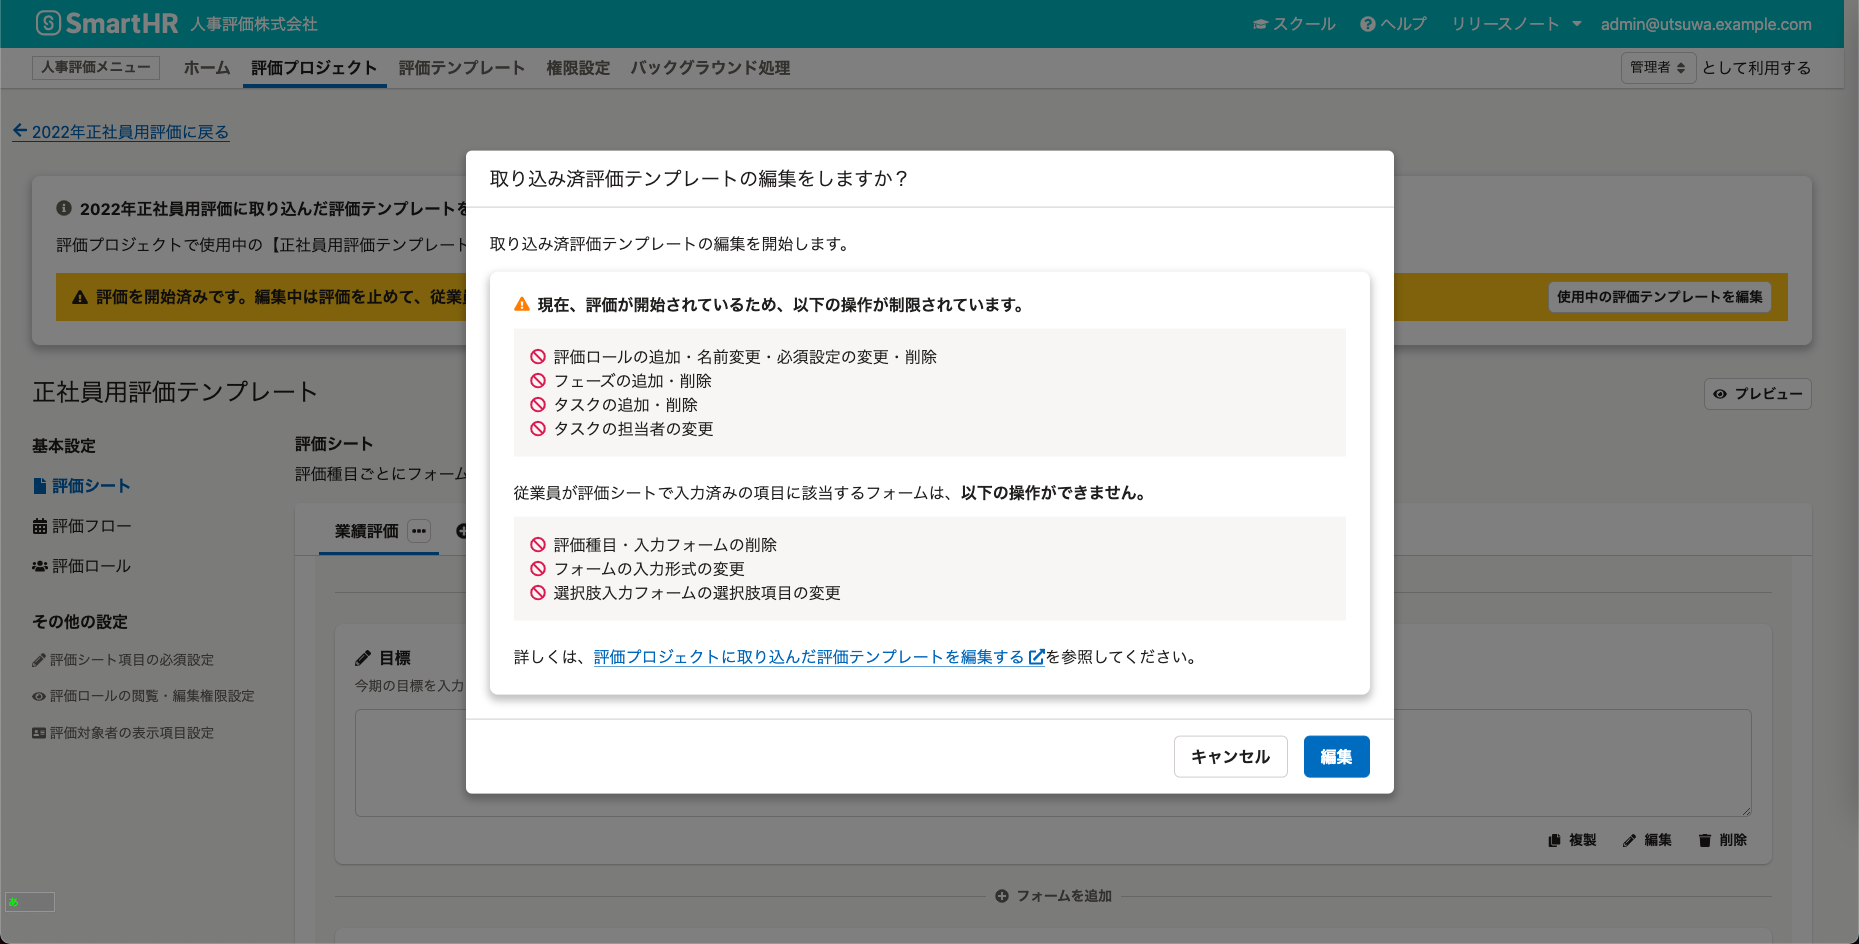 SmartHR 人事評価株式会社
スクール
ヘルプ
リリースノート
admin@utsuwa.example.com
人事評価メニュー
ホーム
評価プロジェクト
評価テンプレート
権限設定
バックグラウンド処理
管理者 として利用する
2022年正社員用評価に戻る
2022年正社員用評価に取り込んだ評価テンプレートを
評価プロジェクトで使用中の【正社員用評価テンプレート
評価を開始済みです。編集中は評価を止めて、従業員
使用中の評価テンプレートを編集
正社員用評価テンプレート
プレビュー
基本設定
評価シート
評価フロー
評価ロール
その他の設定
評価シート項目の必須設定
評価ロールの閲覧・編集権限設定
評価対象者の表示項目設定
評価シート
評価種目ごとにフォーム
業績評価
目標
今期の目標を入力
取り込み済評価テンプレートの編集をしますか？
取り込み済評価テンプレートの編集を開始します。
現在、評価が開始されているため、以下の操作が制限されています。
評価ロールの追加・名前変更・必須設定の変更・削除
フェーズの追加・削除
タスクの追加・削除
タスクの担当者の変更
従業員が評価シートで入力済みの項目に該当するフォームは、以下の操作ができません。
評価種目・入力フォームの削除
フォームの入力形式の変更
選択肢入力フォームの選択肢項目の変更
詳しくは、評価プロジェクトに取り込んだ評価テンプレートを編集するを参照してください。
キャンセル
編集
複製
編集
削除
フォームを追加
あ